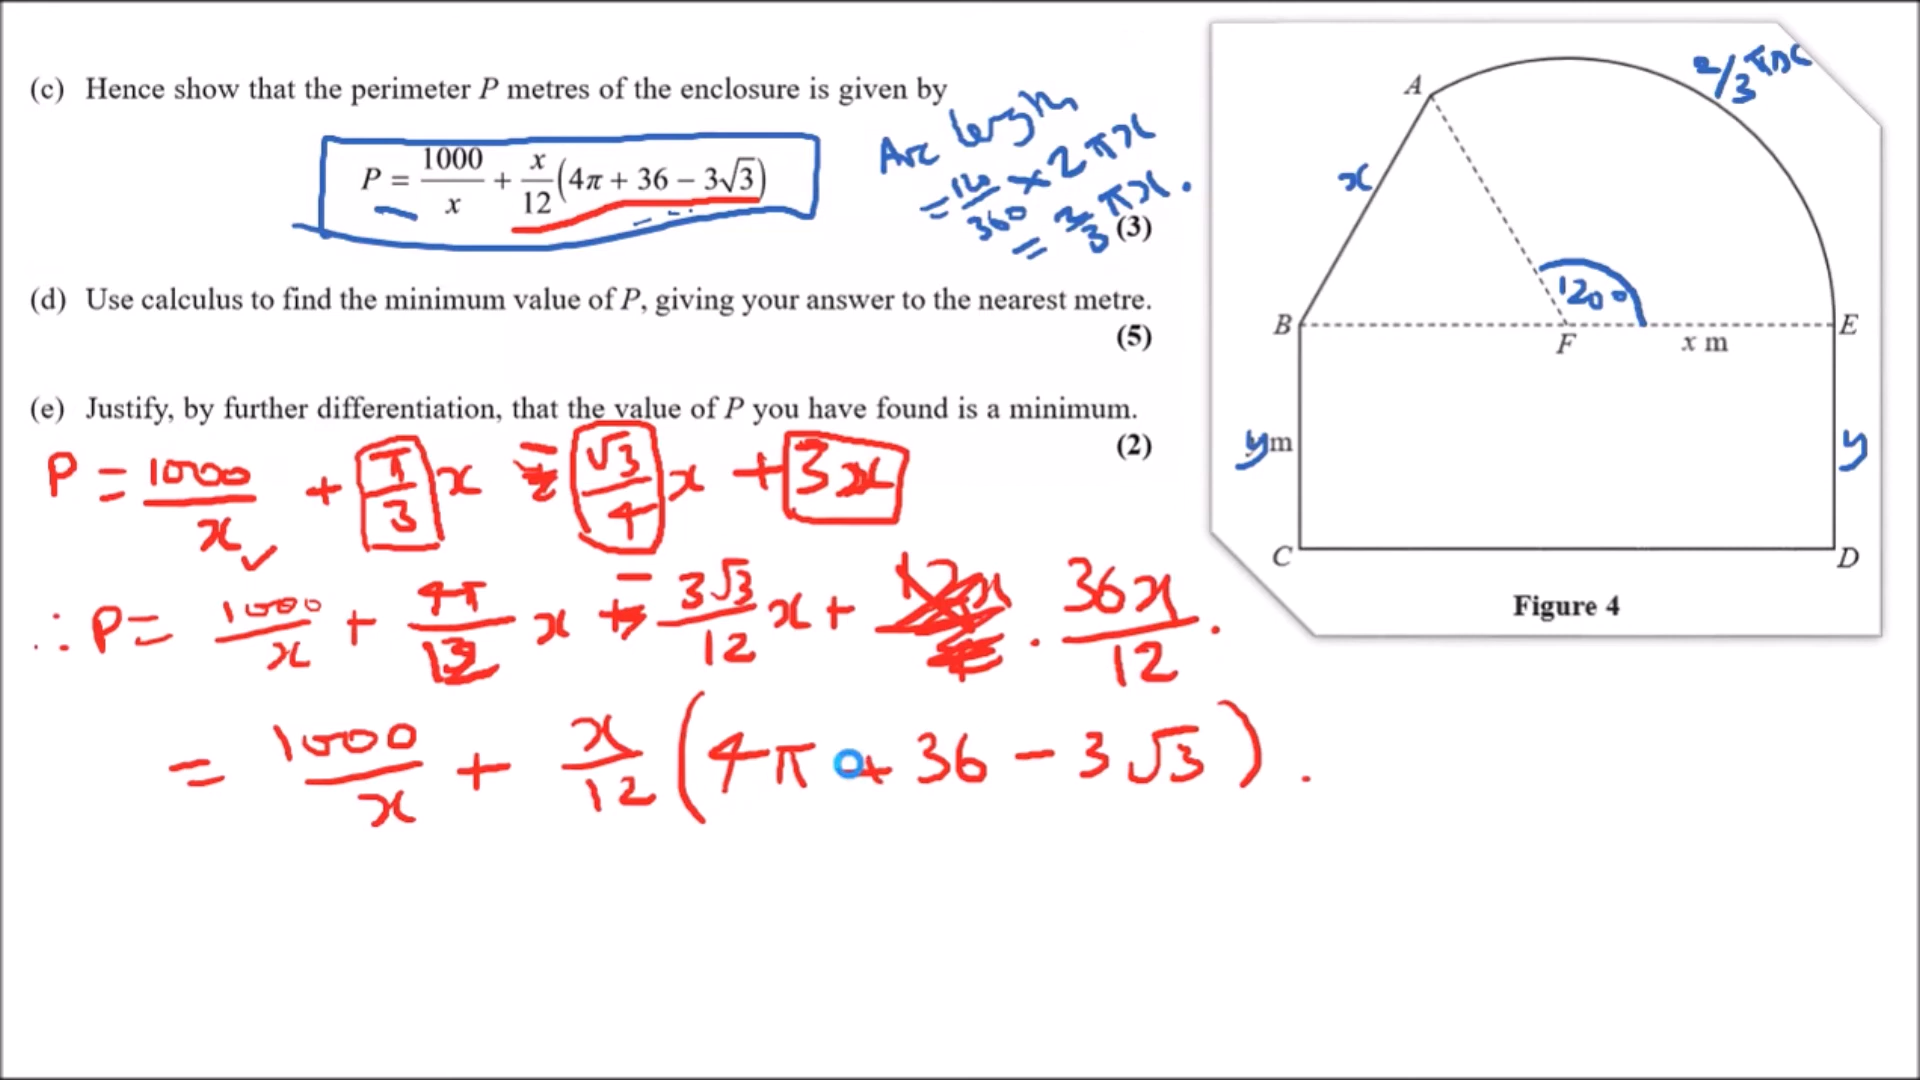 (c) Hence show that the perimeter P metres of the enclosure is given by
P = 1000/x + x/12 (4π + 36 − 3√3)
(3)
Arc length
= 120/360 × 2πx
= 2/3 πx.
(d) Use calculus to find the minimum value of P, giving your answer to the nearest metre.
(5)
(e) Justify, by further differentiation, that the value of P you have found is a minimum.
(2)
P = 1000/x + π/3 x − √3/4 x + 3x
∴ P = 1000/x + 4π/12 x − 3√3/12 x + 36x/12.
= 1000/x + x/12 (4π + 36 − 3√3).
A
2/3 πx
x
120°
B
F
x m
E
y m
y
C
D
Figure 4